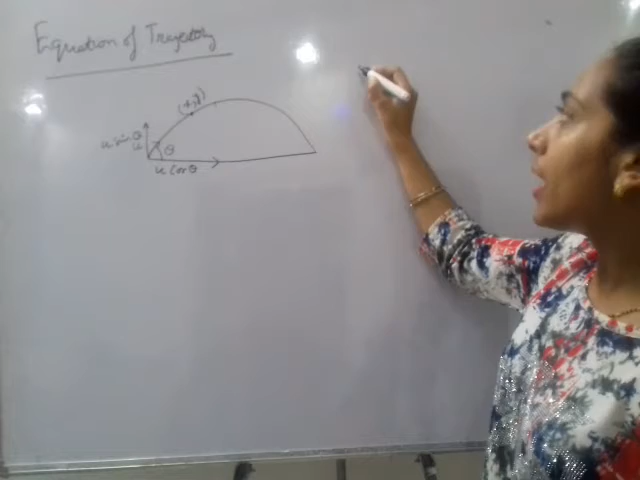 Equation of Trajectory
(x,y)
u sin θ
u
θ
u cos θ